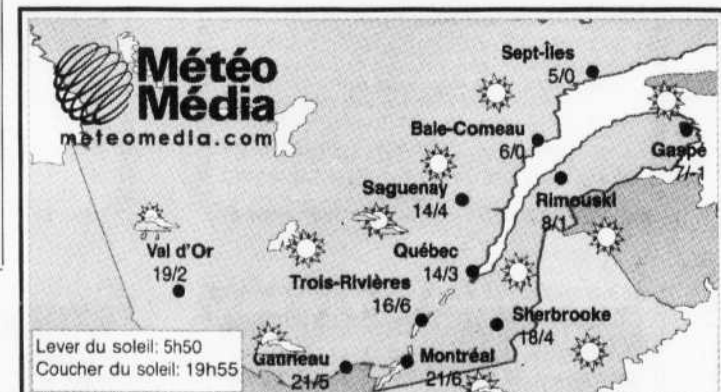 Météo
Média
meteomedia.com
Sept-Îles
5/0
Baie-Comeau
6/0
Gaspé
7/-1
Saguenay
14/4
Rimouski
8/1
Val d'Or
19/2
Québec
14/3
Trois-Rivières
16/6
Sherbrooke
18/4
Lever du soleil: 5h50
Coucher du soleil: 19h55
Gatineau
21/5
Montréal
21/6